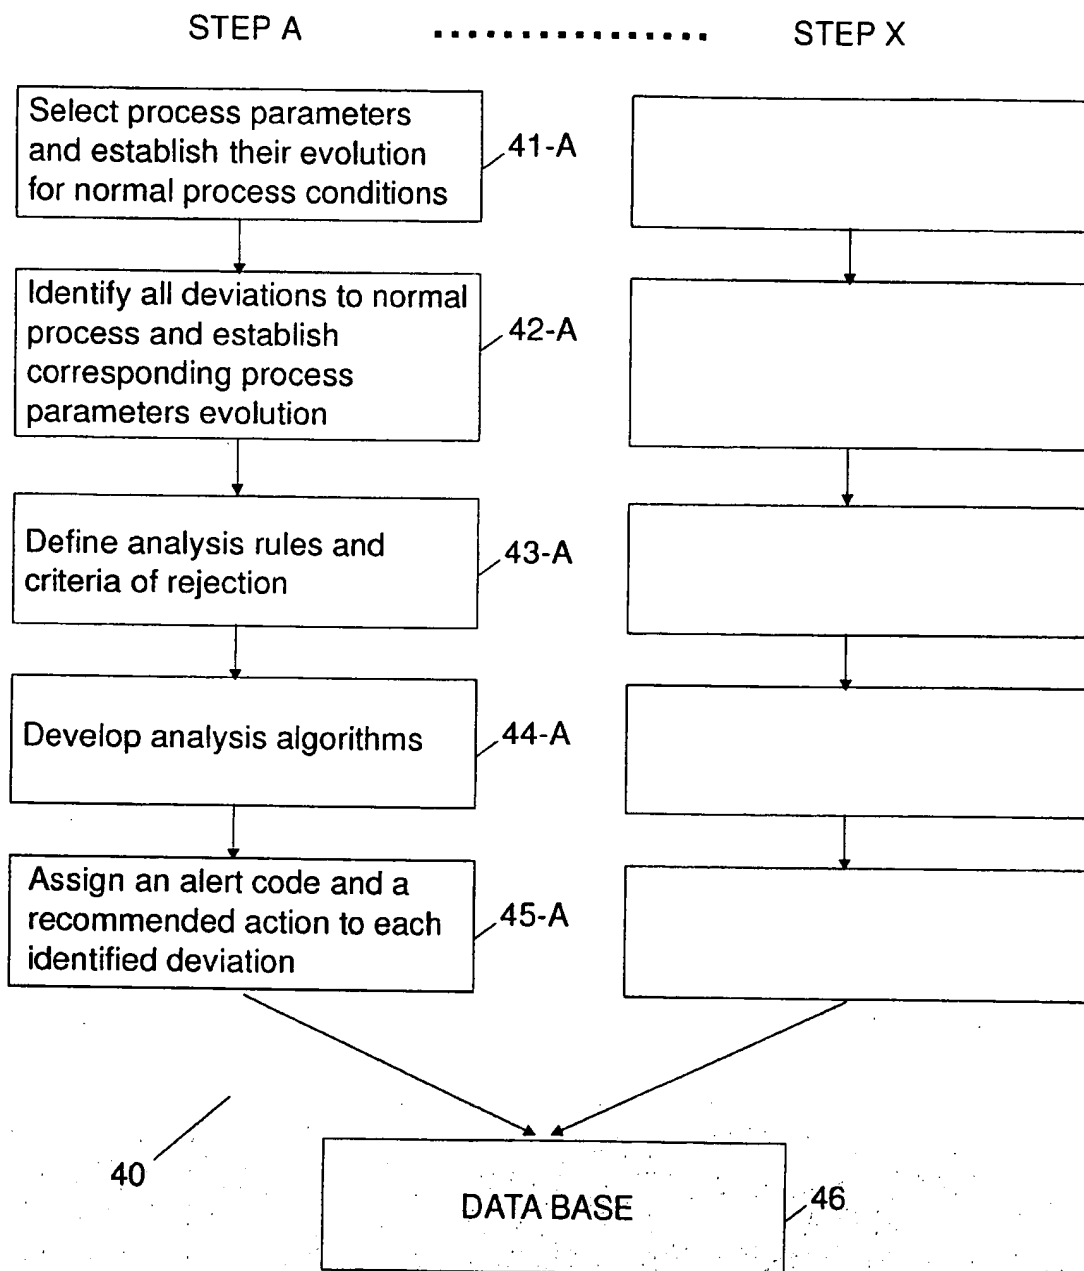 STEP A ................ STEP X
Select process parameters
and establish their evolution
for normal process conditions
41-A
Identify all deviations to normal
process and establish
corresponding process
parameters evolution
42-A
Define analysis rules and
criteria of rejection
43-A
Develop analysis algorithms
44-A
Assign an alert code and a
recommended action to each
identified deviation
45-A
40
DATA BASE
46